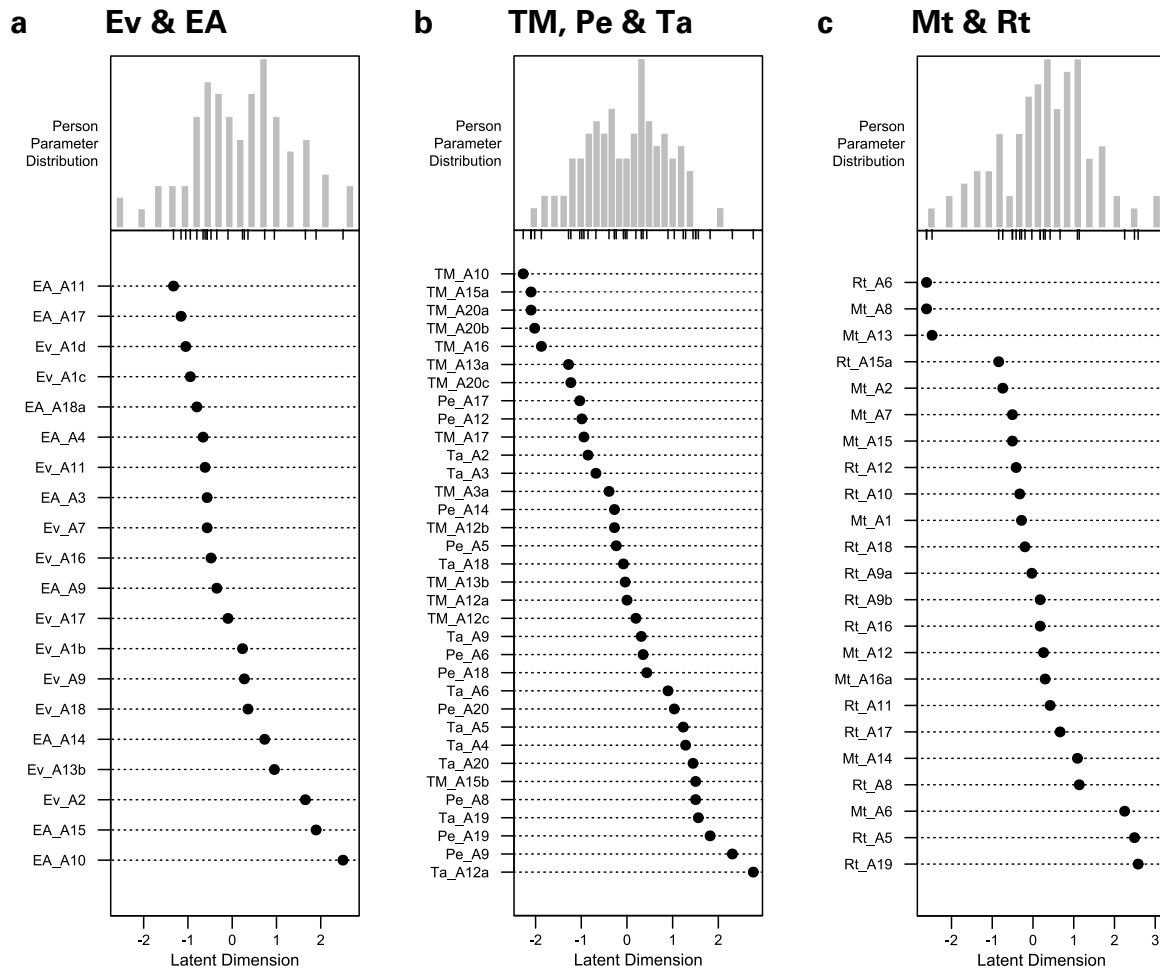 a Ev & EA
Person
Parameter
Distribution
EA_A11
EA_A17
Ev_A1d
Ev_A1c
EA_A18a
EA_A4
Ev_A11
EA_A3
Ev_A7
Ev_A16
EA_A9
Ev_A17
Ev_A1b
Ev_A9
Ev_A18
EA_A14
Ev_A13b
Ev_A2
EA_A15
EA_A10
-2 -1 0 1 2
Latent Dimension
b TM, Pe & Ta
Person
Parameter
Distribution
TM_A10
TM_A15a
TM_A20a
TM_A20b
TM_A16
TM_A13a
TM_A20c
Pe_A17
Pe_A12
TM_A17
Ta_A2
Ta_A3
TM_A3a
Pe_A14
TM_A12b
Pe_A5
Ta_A18
TM_A13b
TM_A12a
TM_A12c
Ta_A9
Pe_A6
Pe_A18
Ta_A6
Pe_A20
Ta_A5
Ta_A4
Ta_A20
TM_A15b
Pe_A8
Ta_A19
Pe_A19
Pe_A9
Ta_A12a
-2 -1 0 1 2
Latent Dimension
c Mt & Rt
Person
Parameter
Distribution
Rt_A6
Mt_A8
Mt_A13
Rt_A15a
Mt_A2
Mt_A7
Mt_A15
Rt_A12
Rt_A10
Mt_A1
Rt_A18
Rt_A9a
Rt_A9b
Rt_A16
Mt_A12
Mt_A16a
Rt_A11
Rt_A17
Mt_A14
Rt_A8
Mt_A6
Rt_A5
Rt_A19
-2 -1 0 1 2 3
Latent Dimension